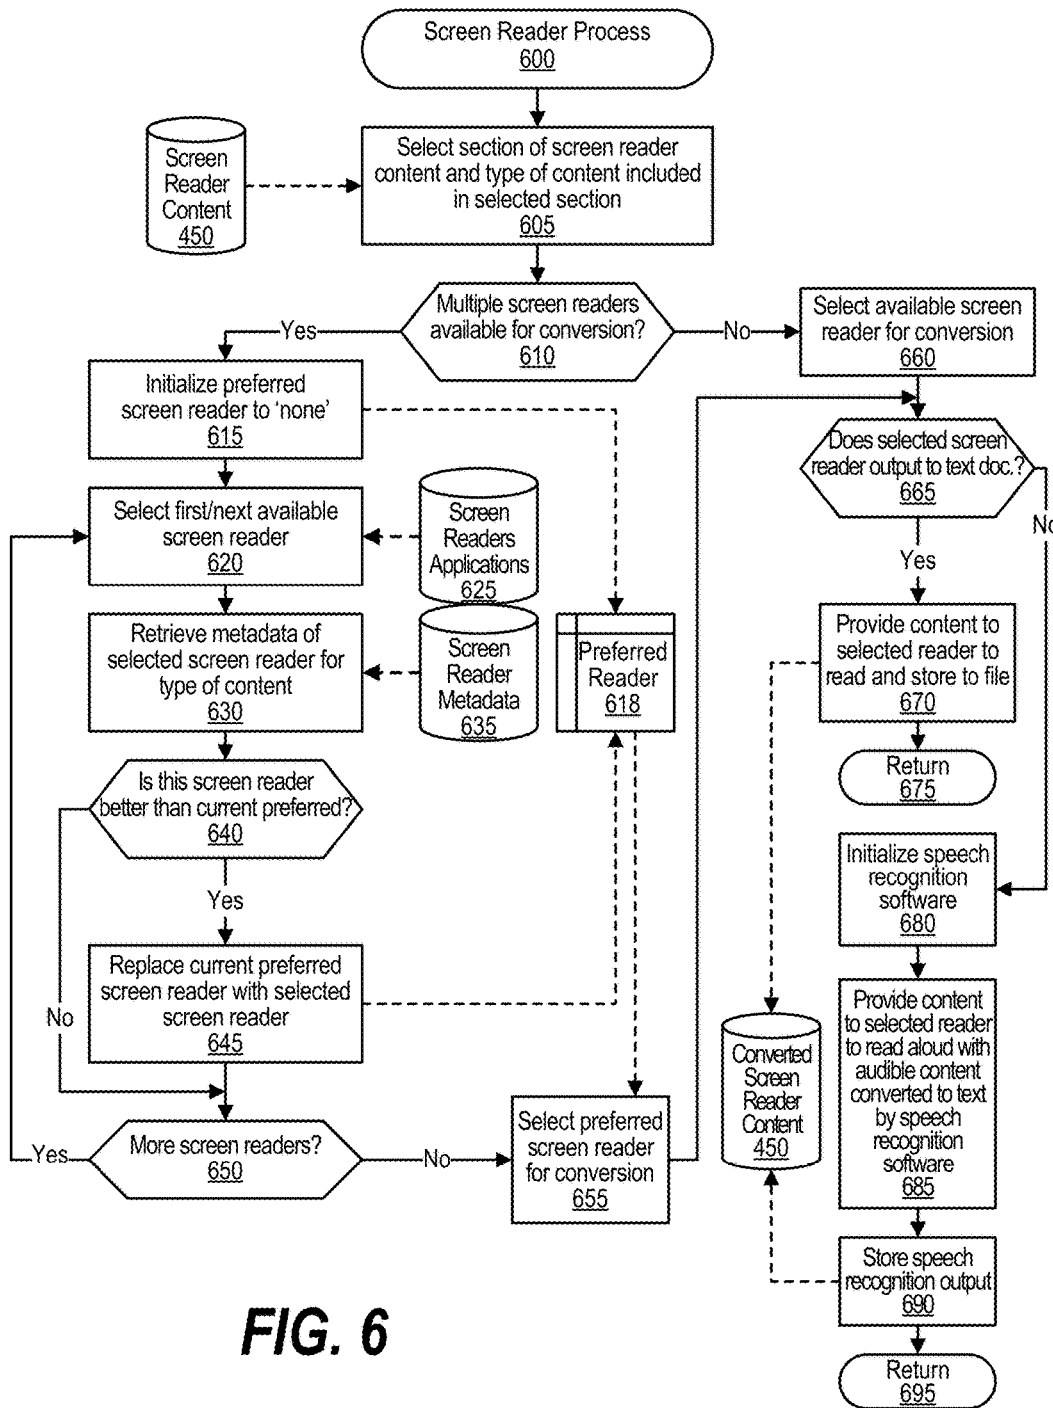 Screen Reader Process
600
Screen
Reader
Content
450
Select section of screen reader
content and type of content included
in selected section
605
Multiple screen readers
available for conversion?
610
Yes
No
Select available screen
reader for conversion
660
Initialize preferred
screen reader to ‘none’
615
Does selected screen
reader output to text doc.?
665
No
Yes
Select first/next available
screen reader
620
Screen
Readers
Applications
625
Retrieve metadata of
selected screen reader for
type of content
630
Screen
Reader
Metadata
635
Preferred
Reader
618
Provide content to
selected reader to
read and store to file
670
Return
675
Is this screen reader
better than current preferred?
640
Yes
No
Initialize speech
recognition
software
680
Replace current preferred
screen reader with selected
screen reader
645
Provide content
to selected reader
to read aloud with
audible content
converted to text
by speech
recognition
software
685
Converted
Screen
Reader
Content
450
More screen readers?
650
Yes
No
Select preferred
screen reader
for conversion
655
Store speech
recognition output
690
Return
695
FIG. 6